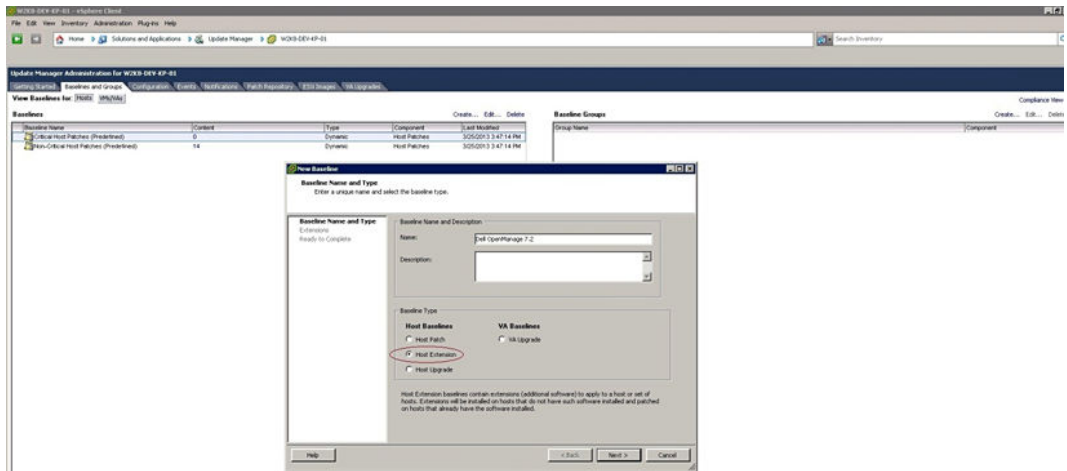 W2K8-DEV-KP-01 - vSphere Client
File Edit View Inventory Administration Plug-ins Help
Home Solutions and Applications Update Manager W2K8-DEV-KP-01 Search Inventory
Update Manager Administration for W2K8-DEV-KP-01
Getting Started Baselines and Groups Configuration Events Notifications Patch Repository ESXi Images VA Upgrades
View Baselines for: Hosts VMs/VAs Compliance View
Baselines Create... Edit... Delete Baseline Groups Create... Edit... Delete
Baseline Name Content Type Component Last Modified Group Name Component
Critical Host Patches (Predefined) 0 Dynamic Host Patches 3/25/2013 3:47:14 PM
Non-Critical Host Patches (Predefined) 14 Dynamic Host Patches 3/25/2013 3:47:14 PM
New Baseline
Baseline Name and Type
Enter a unique name and select the baseline type.
Baseline Name and Type
Extensions
Ready to Complete
Baseline Name and Description
Name: Dell OpenManage 7.2
Description:
Baseline Type
Host Baselines VA Baselines
Host Patch VA Upgrade
Host Extension
Host Upgrade
Host Extension baselines contain extensions (additional software) to apply to a host or set of
hosts. Extensions will be installed on hosts that do not have such software installed and patched
on hosts that already have the software installed.
Help < Back Next > Cancel